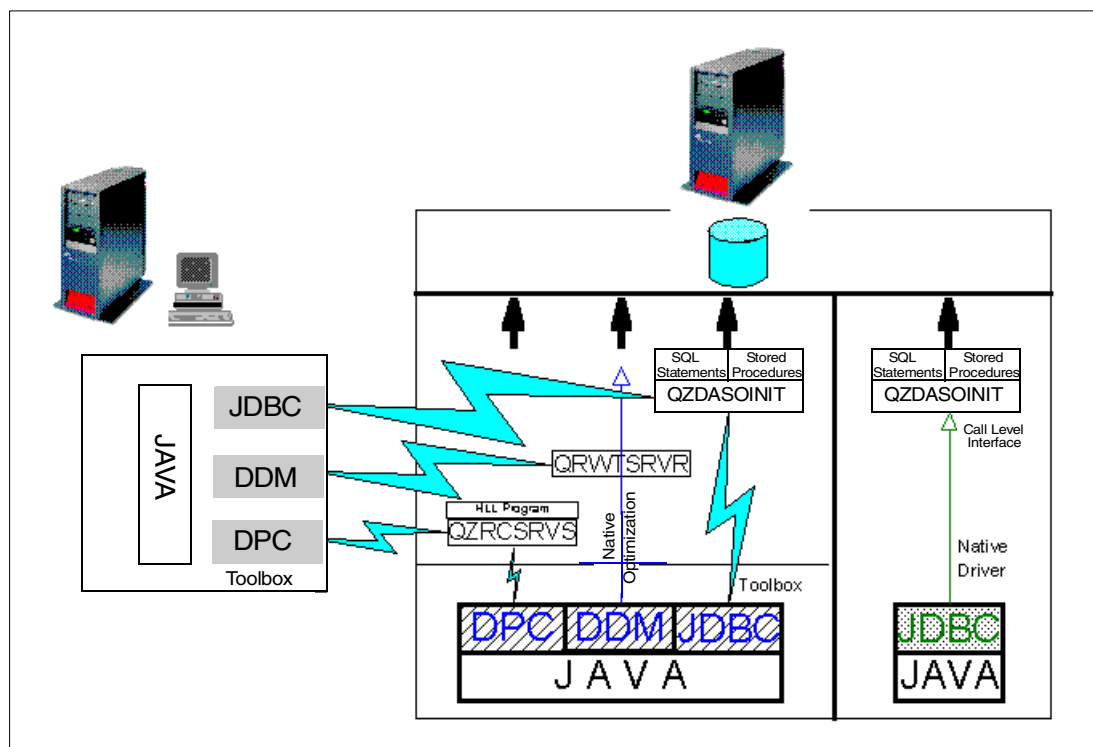 SQL
Statements
Stored
Procedures
QZDASOINIT
SQL
Statements
Stored
Procedures
QZDASOINIT
Call Level
Interface
JAVA
JDBC
DDM
DPC
Toolbox
QRWTSRVR
HLL Program
QZRCSRVS
Native
Optimization
Toolbox
Native
Driver
DPC
DDM
JDBC
J A V A
JDBC
JAVA